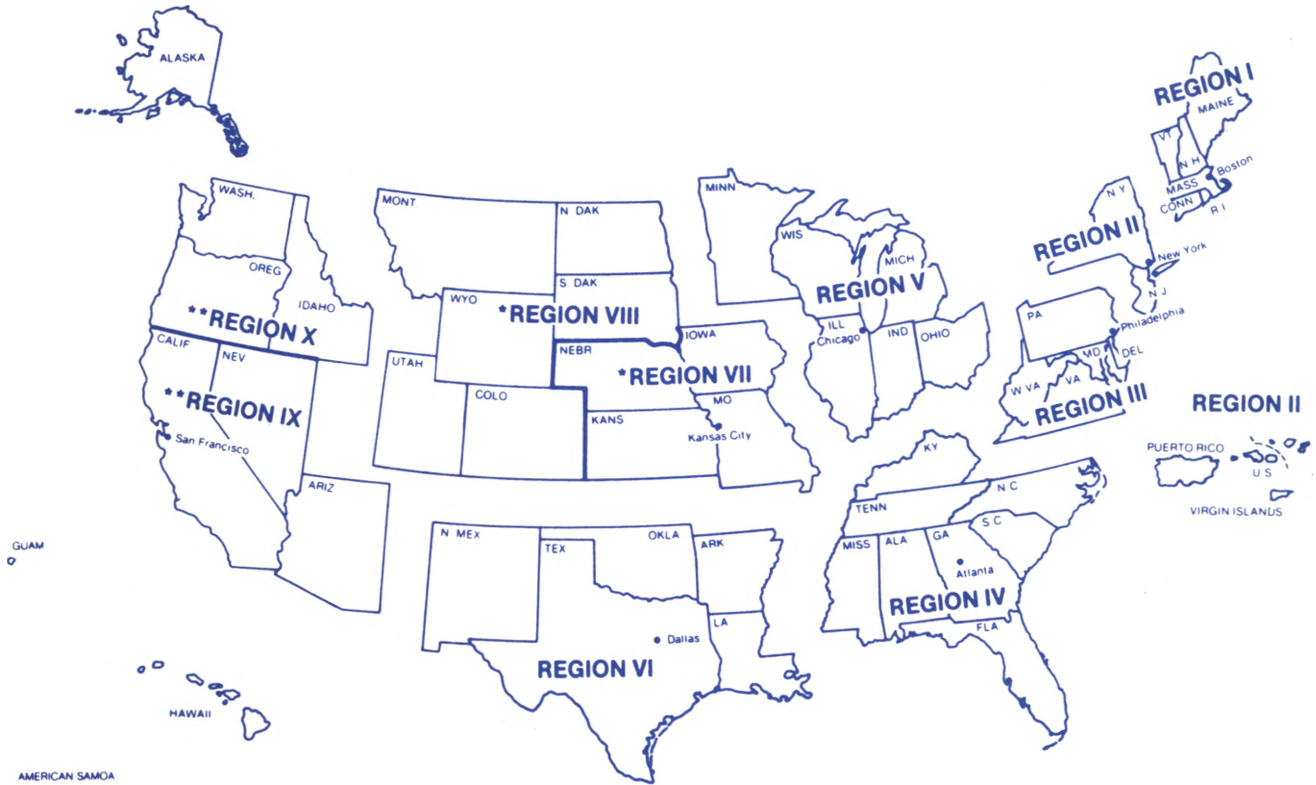 ALASKA
REGION I
MAINE
VT
N H
Boston
MASS
CONN
R I
WASH.
MONT
N DAK
MINN
N Y
WIS
OREG
MICH
REGION II
New York
S. DAK
IDAHO
WYO
REGION V
N J
**REGION X
*REGION VIII
PA
ILL
Chicago
IND
OHIO
Philadelphia
CALIF
NEV
UTAH
NEBR
IOWA
MD
DEL
*REGION VII
W VA
VA
**REGION IX
COLO
MO
REGION III
REGION II
KANS
Kansas City
San Francisco
KY
PUERTO RICO
U S
VIRGIN ISLANDS
ARIZ
N C
TENN
S C
N MEX
TEX
OKLA
ARK
MISS
ALA
GA
GUAM
Atlanta
REGION IV
LA
FLA
Dallas
REGION VI
HAWAII
AMERICAN SAMOA